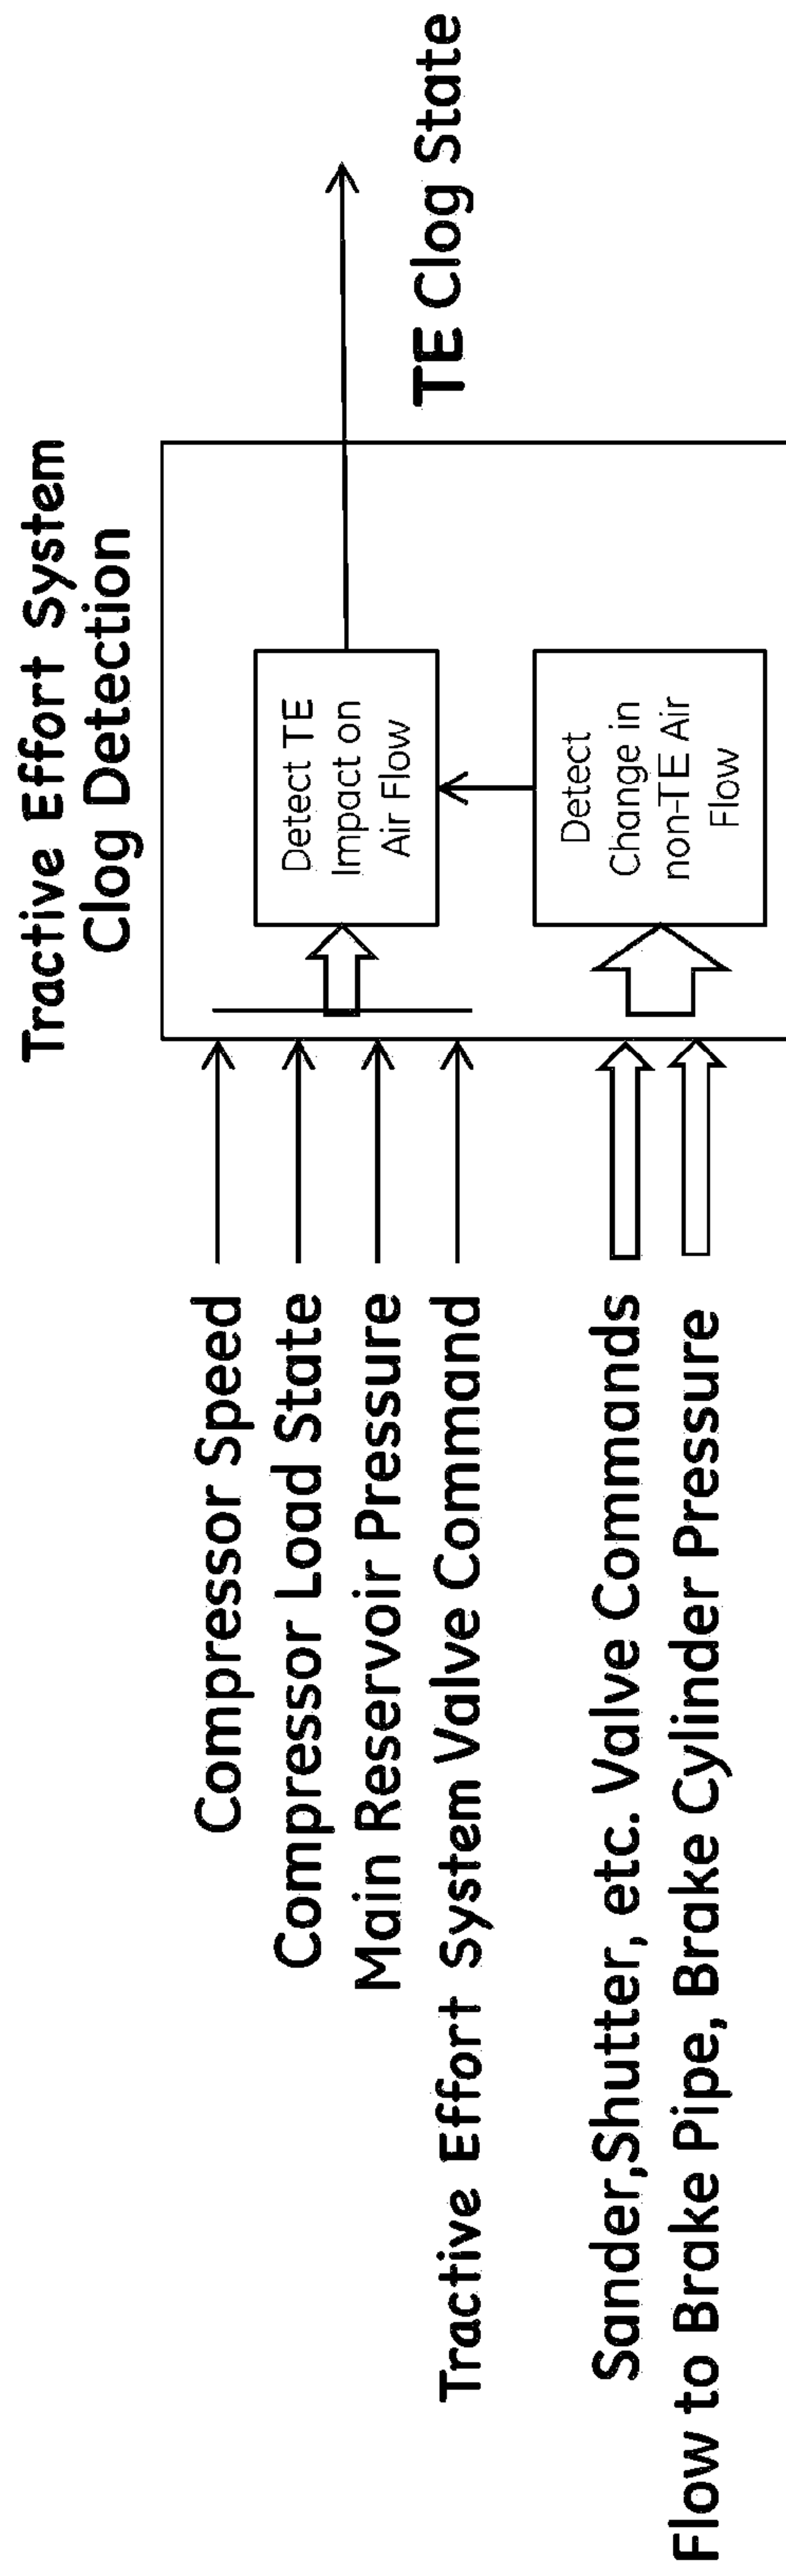 Tractive Effort System
Clog Detection
Compressor Speed
Compressor Load State
Main Reservoir Pressure
Tractive Effort System Valve Command
Sander,Shutter, etc. Valve Commands
Flow to Brake Pipe, Brake Cylinder Pressure
Detect TE
Impact on
Air Flow
Detect
Change in
non-TE Air
Flow
TE Clog State